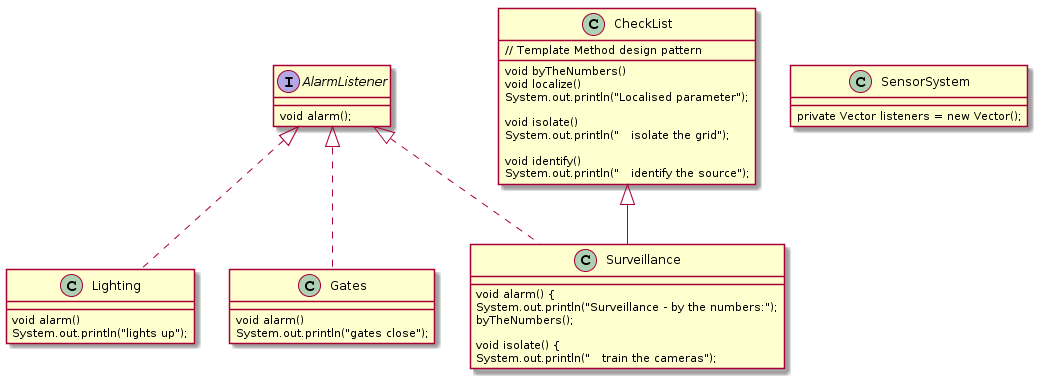 C CheckList
// Template Method design pattern
void byTheNumbers()
void localize()
System.out.println("Localised parameter");
void isolate()
System.out.println("   isolate the grid");
void identify()
System.out.println("   identify the source");
I AlarmListener
void alarm();
C SensorSystem
private Vector listeners = new Vector();
C Lighting
void alarm()
System.out.println("lights up");
C Gates
void alarm()
System.out.println("gates close");
C Surveillance
void alarm() {
System.out.println("Surveillance - by the numbers:");
byTheNumbers();
void isolate() {
System.out.println("   train the cameras");